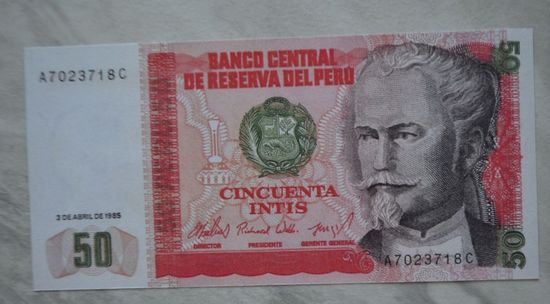 BANCO CENTRAL
DE RESERVA DEL PERÚ
A7023718C
CINCUENTA
INTIS
3 DE ABRIL DE 1985
50
DIRECTOR PRESIDENTE GERENTE GENERAL
A7023718C
50
50